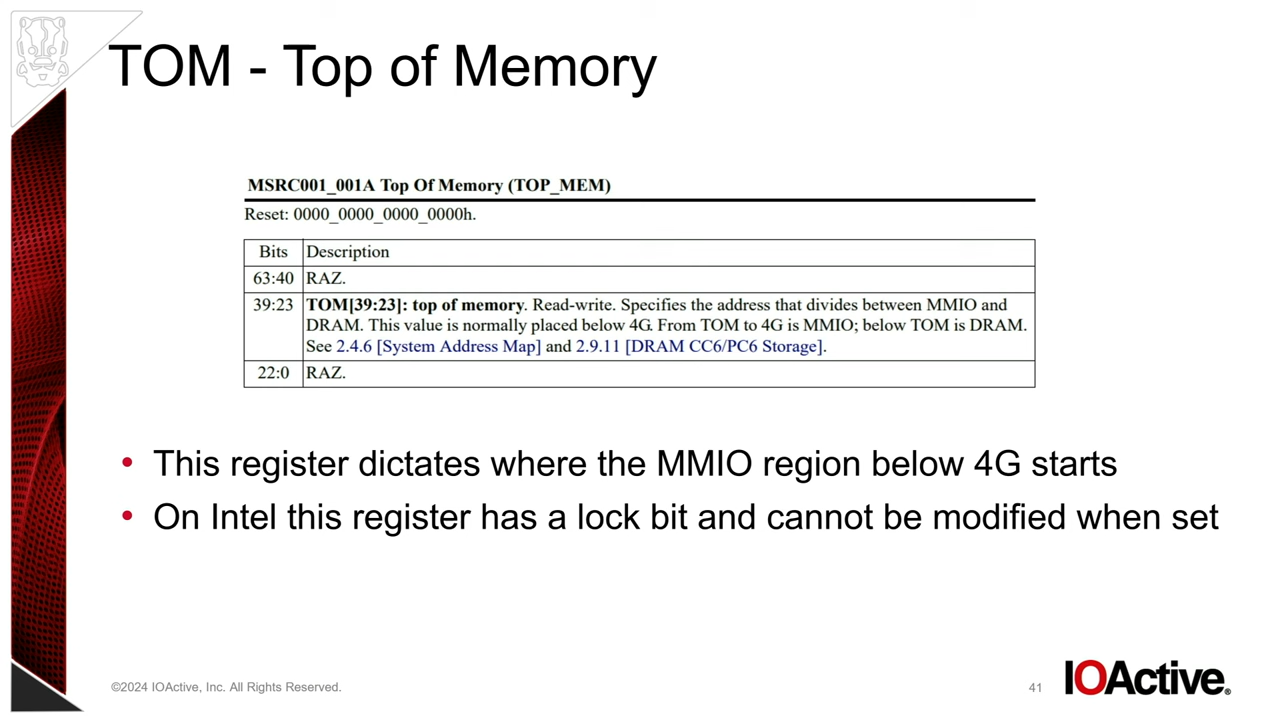 TOM - Top of Memory
MSRC001_001A Top Of Memory (TOP_MEM)
Reset: 0000_0000_0000_0000h.
Bits Description
63:40 RAZ.
39:23 TOM[39:23]: top of memory. Read-write. Specifies the address that divides between MMIO and
DRAM. This value is normally placed below 4G. From TOM to 4G is MMIO; below TOM is DRAM.
See 2.4.6 [System Address Map] and 2.9.11 [DRAM CC6/PC6 Storage].
22:0 RAZ.
• This register dictates where the MMIO region below 4G starts
• On Intel this register has a lock bit and cannot be modified when set
©2024 IOActive, Inc. All Rights Reserved.
41
IOActive®